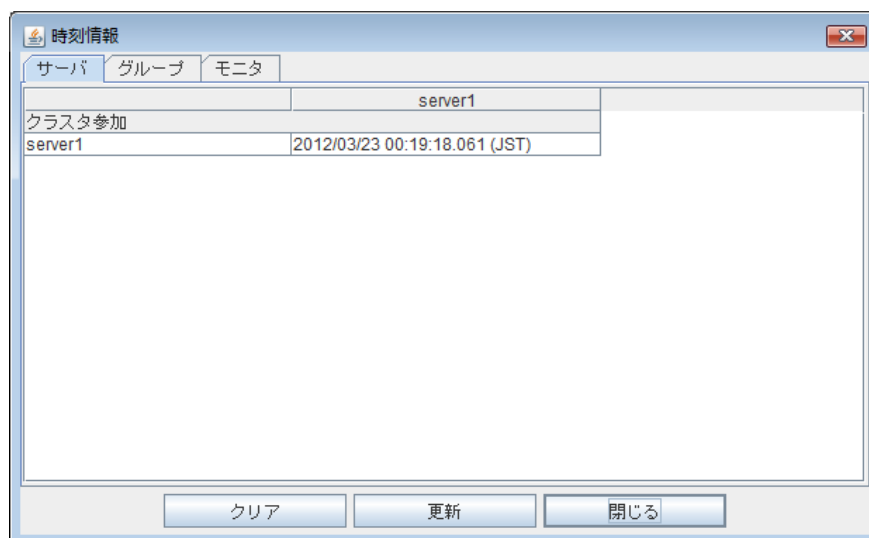 時刻情報
サーバ グループ モニタ
server1
クラスタ参加
server1 2012/03/23 00:19:18.061 (JST)
クリア 更新 閉じる